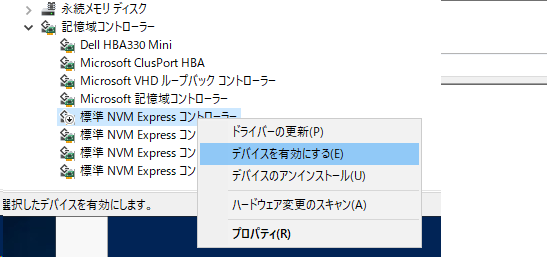 永続メモリ ディスク
記憶域コントローラー
Dell HBA330 Mini
Microsoft ClusPort HBA
Microsoft VHD ループバック コントローラー
Microsoft 記憶域コントローラー
標準 NVM Express コントローラー
標準 NVM Express コン
標準 NVM Express コン
標準 NVM Express コン
ドライバーの更新(P)
デバイスを有効にする(E)
デバイスのアンインストール(U)
ハードウェア変更のスキャン(A)
プロパティ(R)
選択したデバイスを有効にします。